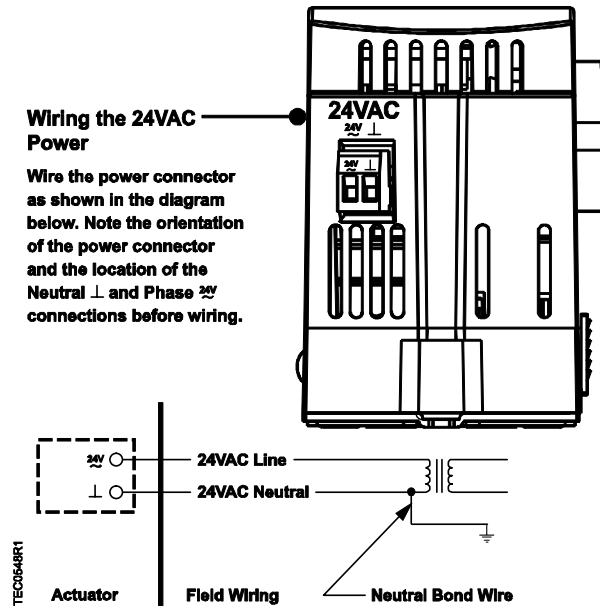 Wiring the 24VAC
Power
Wire the power connector
as shown in the diagram
below. Note the orientation
of the power connector
and the location of the
Neutral ⊥ and Phase 24V ~
connections before wiring.
24VAC
24V ~ ⊥
24V ~ ⊥
24V ~
24VAC Line
⊥
24VAC Neutral
TEC0548R1
Actuator
Field Wiring
Neutral Bond Wire